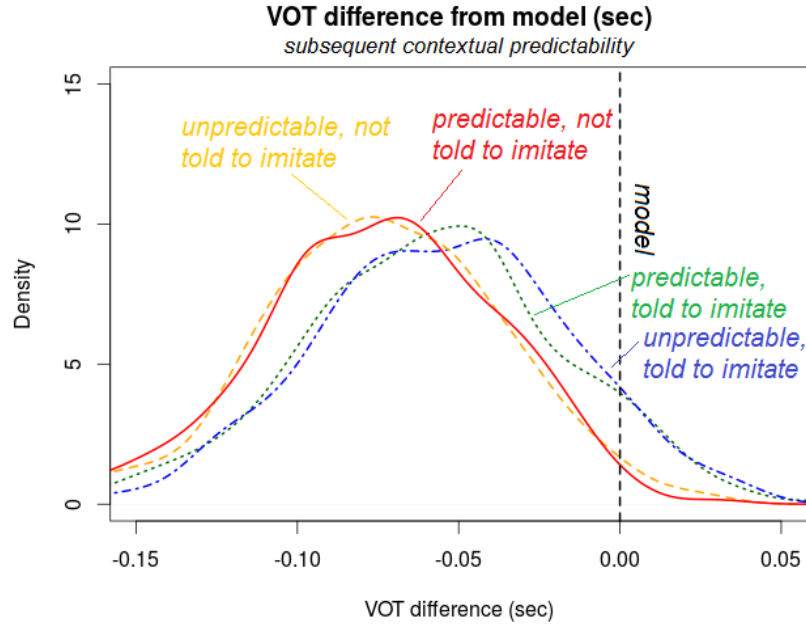 VOT difference from model (sec)
subsequent contextual predictability
15
10
5
0
Density
unpredictable, not
told to imitate
predictable, not
told to imitate
model
predictable,
told to imitate
unpredictable,
told to imitate
-0.15
-0.10
-0.05
0.00
0.05
VOT difference (sec)